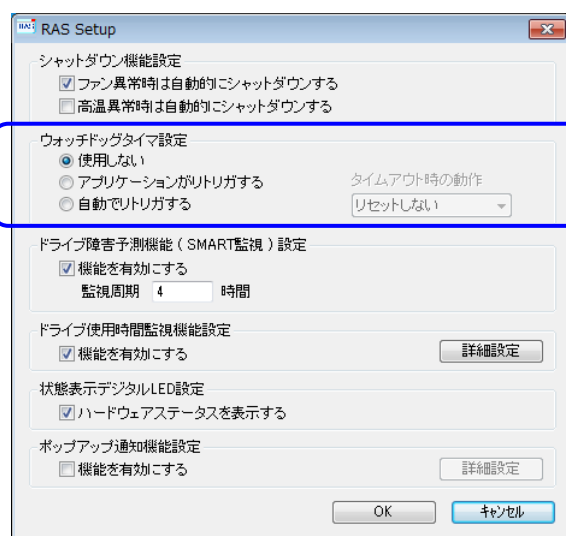 RAS RAS Setup
シャットダウン機能設定
ファン異常時は自動的にシャットダウンする
高温異常時は自動的にシャットダウンする
ウォッチドッグタイマ設定
使用しない
アプリケーションがリトリガする タイムアウト時の動作
自動でリトリガする リセットしない
ドライブ障害予測機能(SMART監視)設定
機能を有効にする
監視周期 4 時間
ドライブ使用時間監視機能設定
機能を有効にする 詳細設定
状態表示デジタルLED設定
ハードウェアステータスを表示する
ポップアップ通知機能設定
機能を有効にする 詳細設定
OK キャンセル